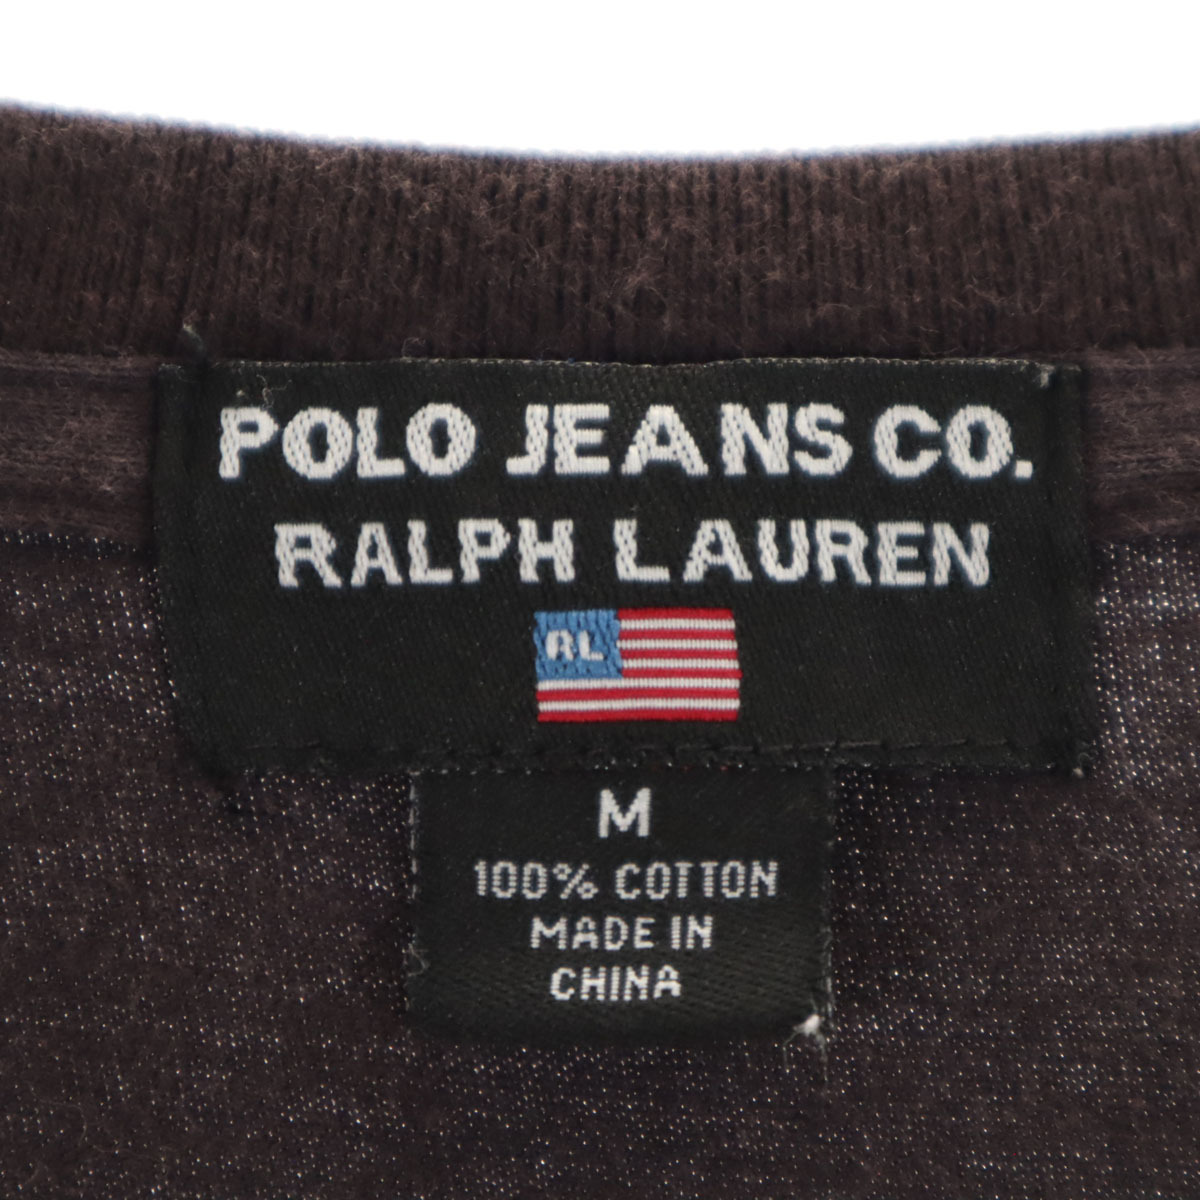 POLO JEANS CO.
RALPH LAUREN
RL
M
100% COTTON
MADE IN
CHINA